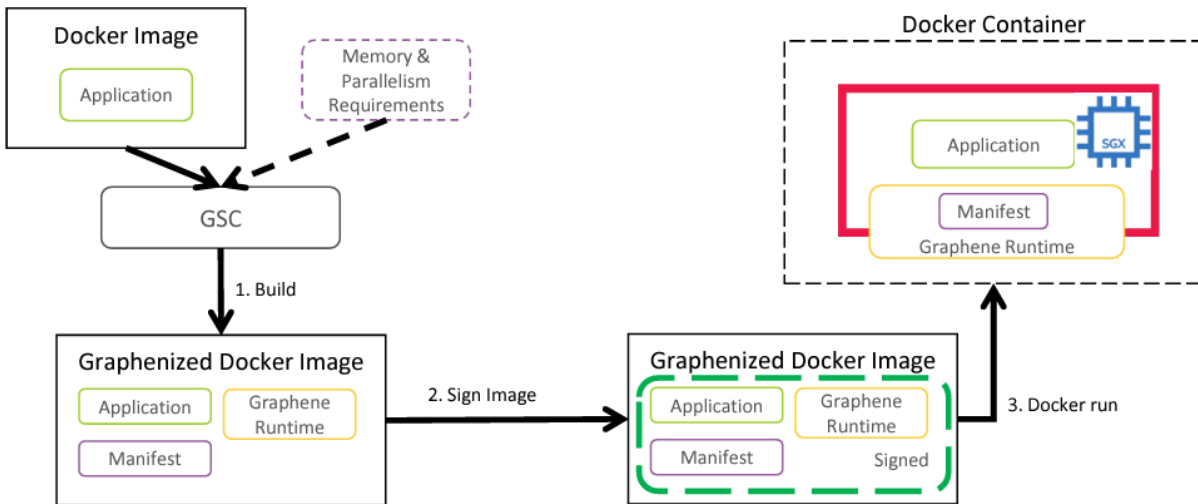 Docker Image
Application
Memory &
Parallelism
Requirements
GSC
1. Build
Graphenized Docker Image
Application
Graphene
Runtime
Manifest
2. Sign Image
Graphenized Docker Image
Application
Graphene
Runtime
Manifest
Signed
3. Docker run
Docker Container
Application
SGX
Manifest
Graphene Runtime